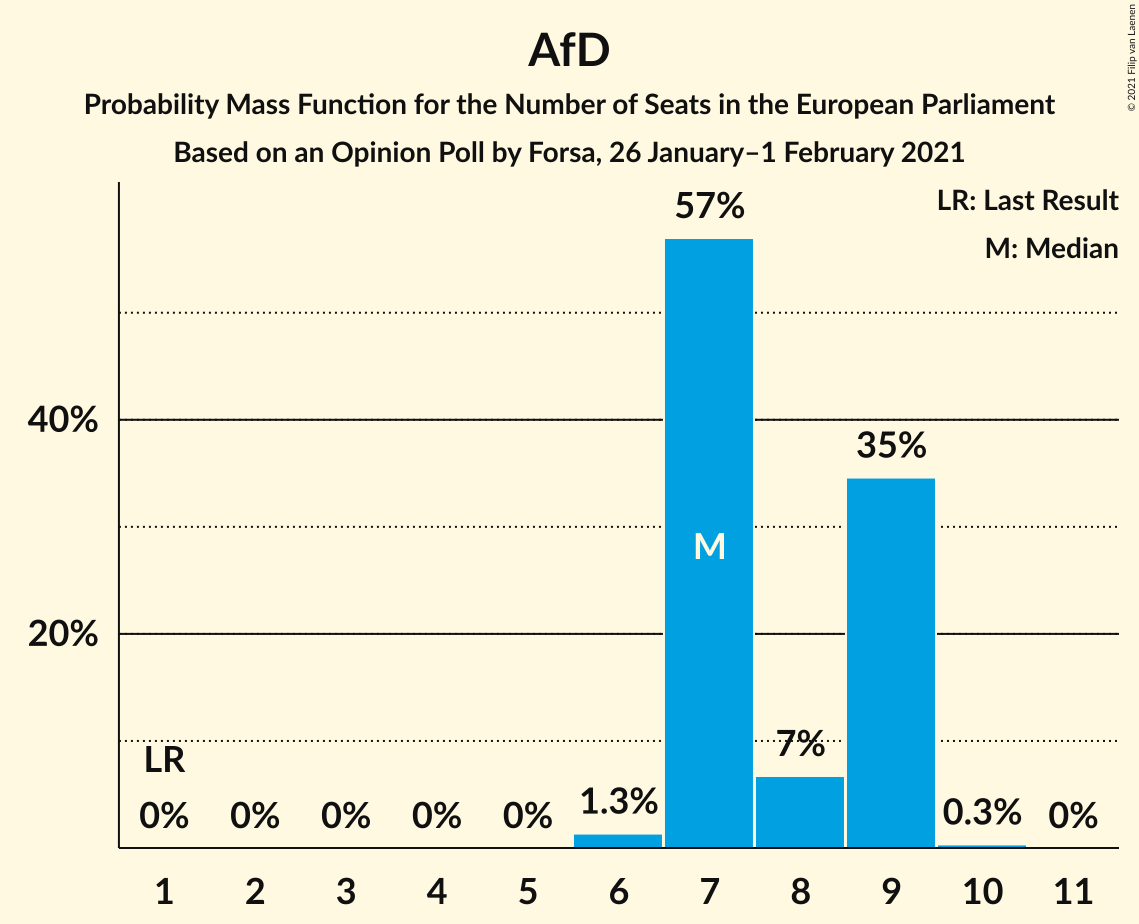 AfD
Probability Mass Function for the Number of Seats in the European Parliament
Based on an Opinion Poll by Forsa, 26 January–1 February 2021
© 2021 Filip van Laenen
LR: Last Result
M: Median
57%
40%
35%
M
20%
LR
7%
0%
0%
0%
0%
0%
1.3%
0.3%
0%
1 2 3 4 5 6 7 8 9 10 11